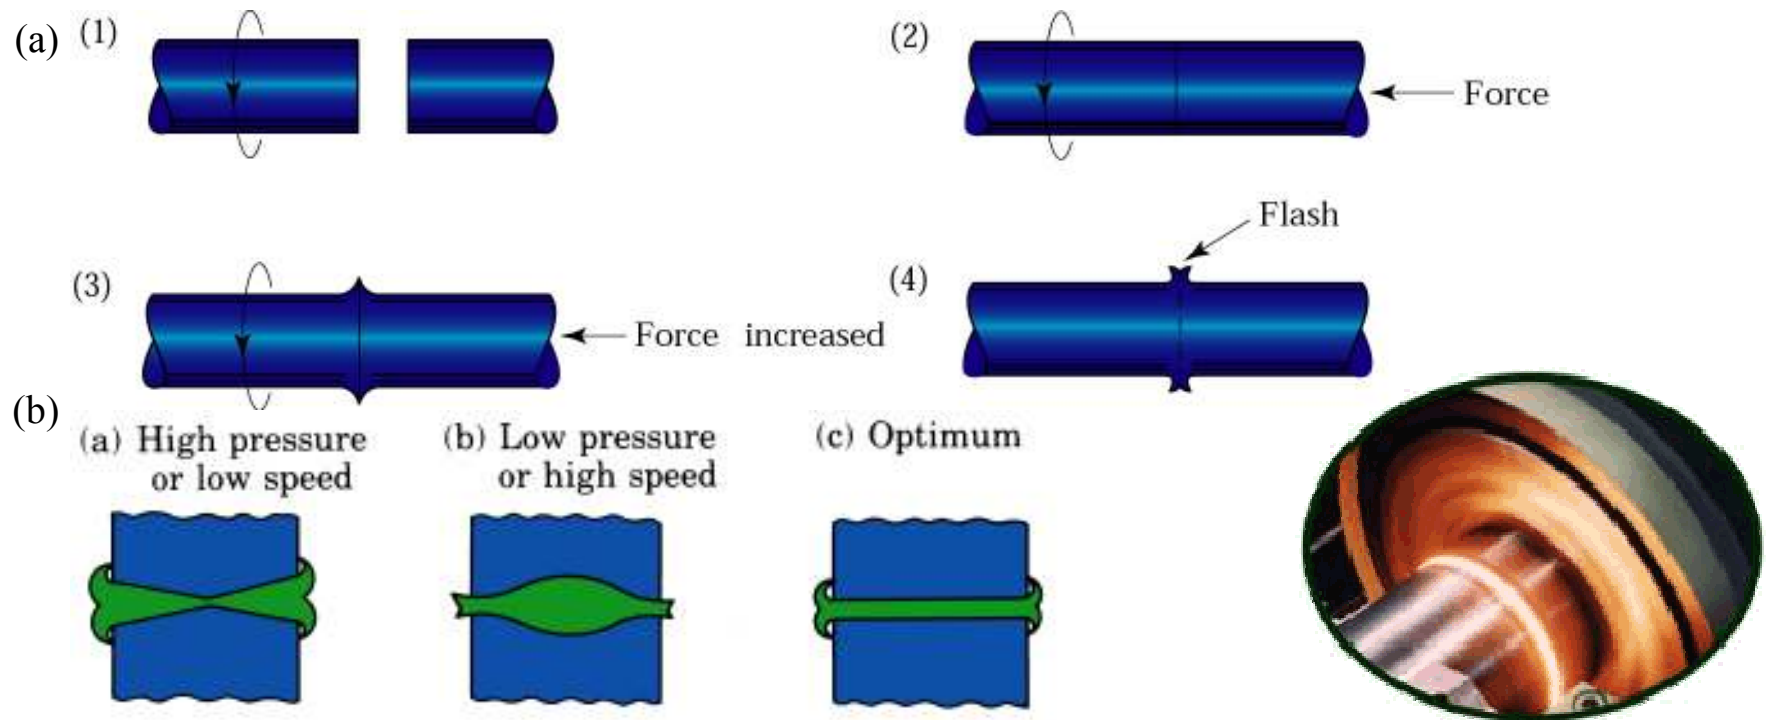 (a) (1)
(2)
Force
Flash
(3)
Force increased
(4)
(b)
(a) High pressure
or low speed
(b) Low pressure
or high speed
(c) Optimum